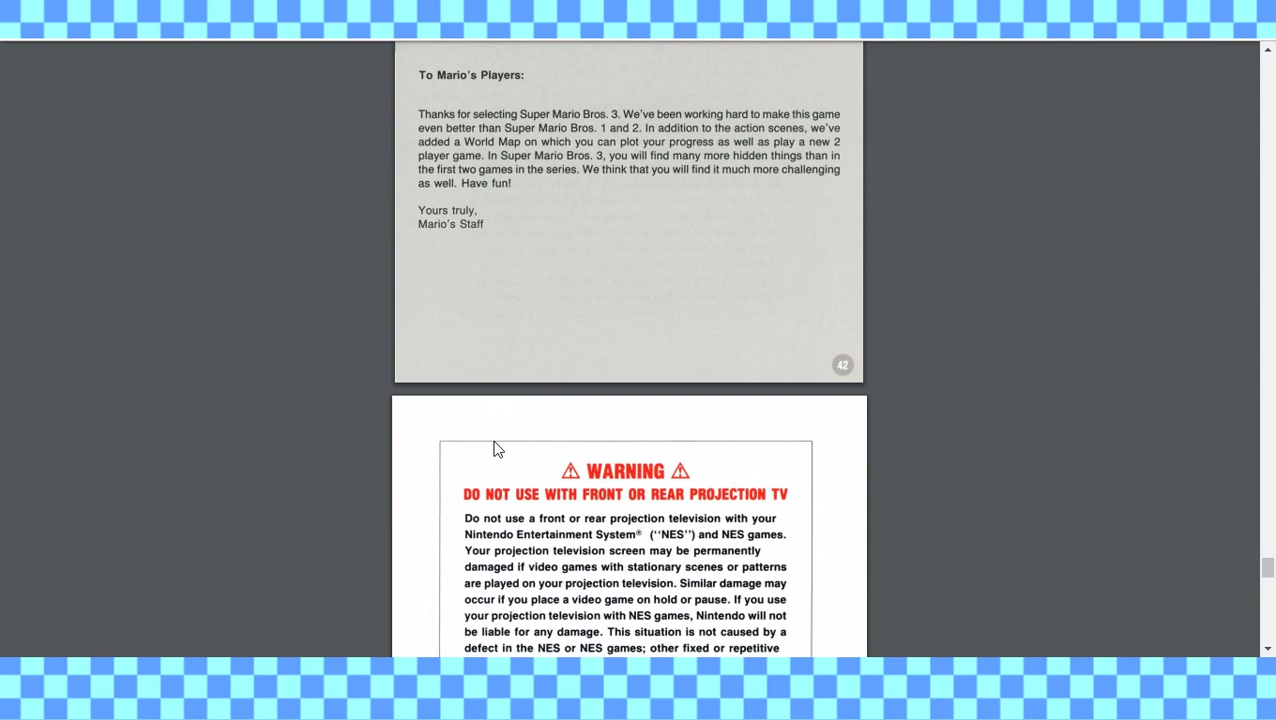 To Mario's Players:
Thanks for selecting Super Mario Bros. 3. We've been working hard to make this game
even better than Super Mario Bros. 1 and 2. In addition to the action scenes, we've
added a World Map on which you can plot your progress as well as play a new 2
player game. In Super Mario Bros. 3, you will find many more hidden things than in
the first two games in the series. We think that you will find it much more challenging
as well. Have fun!
Yours truly,
Mario's Staff
42
WARNING
DO NOT USE WITH FRONT OR REAR PROJECTION TV
Do not use a front or rear projection television with your
Nintendo Entertainment System® (''NES'') and NES games.
Your projection television screen may be permanently
damaged if video games with stationary scenes or patterns
are played on your projection television. Similar damage may
occur if you place a video game on hold or pause. If you use
your projection television with NES games, Nintendo will not
be liable for any damage. This situation is not caused by a
defect in the NES or NES games; other fixed or repetitive